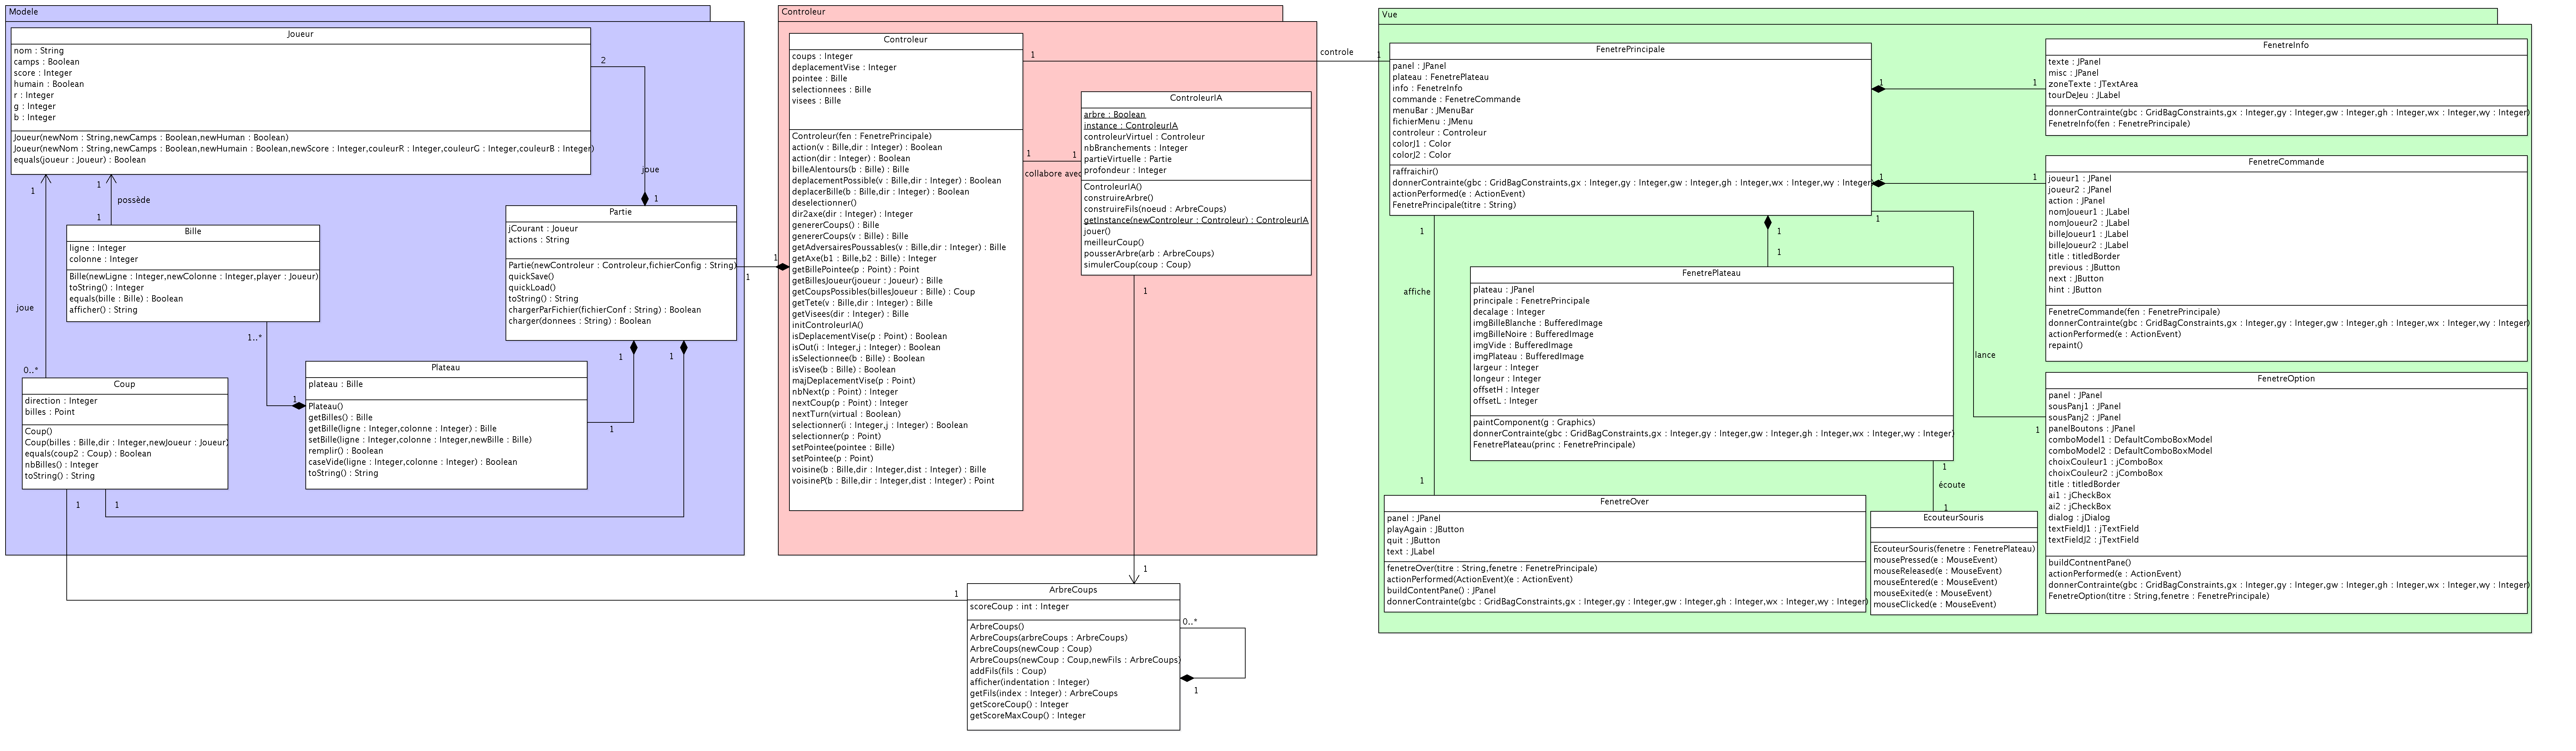 Modele
Joueur
nom : String
camps : Boolean
score : Integer
humain : Boolean
r : Integer
g : Integer
b : Integer
Joueur(newNom : String,newCamps : Boolean,newHuman : Boolean)
Joueur(newNom : String,newCamps : Boolean,newHuman : Boolean,newScore : Integer,couleurR : Integer,couleurG : Integer,couleurB : Integer)
equals(joueur : Joueur) : Boolean
2
joue
1
1
1
possède
1
joue
0..*
Bille
ligne : Integer
colonne : Integer
Bille(newLigne : Integer,newColonne : Integer,player : Joueur)
toString() : Integer
equals(bille : Bille) : Boolean
afficher() : String
1..*
1
Partie
jCourant : Joueur
actions : String
Partie(newControleur : Controleur,fichierConfig : String)
quickSave()
quickLoad()
toString() : String
chargerParFichier(fichierConf : String) : Boolean
charger(donnees : String) : Boolean
1
1
1
1
Coup
direction : Integer
billes : Point
Coup()
Coup(billes : Bille,dir : Integer,newJoueur : Joueur)
equals(coup2 : Coup) : Boolean
nbBilles() : Integer
toString() : String
1
1
Plateau
plateau : Bille
Plateau()
getBilles() : Bille
getBille(ligne : Integer,colonne : Integer) : Bille
setBille(ligne : Integer,colonne : Integer,newBille : Bille)
remplir() : Boolean
caseVide(ligne : Integer,colonne : Integer) : Boolean
toString() : String
1
Controleur
Controleur
coups : Integer
deplacementVise : Integer
pointee : Bille
selectionnees : Bille
visees : Bille
Controleur(fen : FenetrePrincipale)
action(v : Bille,dir : Integer) : Boolean
action(dir : Integer) : Boolean
billeAlentours(b : Bille) : Bille
deplacementPossible(v : Bille,dir : Integer) : Boolean
deplacerBille(b : Bille,dir : Integer) : Boolean
deselectionner()
dir2axe(dir : Integer) : Integer
genererCoups() : Bille
genererCoups(v : Bille) : Bille
getAdversairesPoussables(v : Bille,dir : Integer) : Bille
getAxe(b1 : Bille,b2 : Bille) : Integer
getBillePointee(p : Point) : Point
getBillesJoueur(joueur : Joueur) : Bille
getCoupsPossibles(billesJoueur : Bille) : Coup
getTete(v : Bille,dir : Integer) : Bille
getVisees(dir : Integer) : Bille
initControleurIA()
isDeplacementVise(p : Point) : Boolean
isOut(i : Integer,j : Integer) : Boolean
isSelectionnee(b : Bille) : Boolean
isVisee(b : Bille) : Boolean
majDeplacementVise(p : Point)
nbNext(p : Point) : Integer
nextCoup(p : Point) : Integer
nextTurn(virtual : Boolean)
selectionner(i : Integer,j : Integer) : Boolean
selectionner(p : Point)
setPointee(pointee : Bille)
setPointee(p : Point)
voisine(b : Bille,dir : Integer,dist : Integer) : Bille
voisineP(b : Bille,dir : Integer,dist : Integer) : Point
1
controle
1
1
1
collabore avec
ControleurIA
arbre : Boolean
instance : ControleurIA
controleurVirtuel : Controleur
nbBranchements : Integer
partieVirtuelle : Partie
profondeur : Integer
ControleurIA()
construireArbre()
construireFils(noeud : ArbreCoups)
getInstance(newControleur : Controleur) : ControleurIA
jouer()
meilleurCoup()
pousserArbre(arb : ArbreCoups)
simulerCoup(coup : Coup)
1
1
1
ArbreCoups
scoreCoup : int : Integer
ArbreCoups()
ArbreCoups(arbreCoups : ArbreCoups)
ArbreCoups(newCoup : Coup)
ArbreCoups(newCoup : Coup,newFils : ArbreCoups)
addFils(fils : Coup)
afficher(indentation : Integer)
getFils(index : Integer) : ArbreCoups
getScoreCoup() : Integer
getScoreMaxCoup() : Integer
0..*
1
Vue
FenetrePrincipale
panel : JPanel
plateau : FenetrePlateau
info : FenetreInfo
commande : FenetreCommande
menuBar : JMenuBar
fichierMenu : JMenu
controleur : Controleur
colorJ1 : Color
colorJ2 : Color
raffraichir()
donnerContrainte(gbc : GridBagConstraints,gx : Integer,gy : Integer,gw : Integer,gh : Integer,wx : Integer,wy : Integer)
actionPerformed(e : ActionEvent)
FenetrePrincipale(titre : String)
1
1
1
1
1
1
1
1
affiche
1
lance
1
FenetreInfo
texte : JPanel
misc : JPanel
zoneTexte : JTextArea
tourDeJeu : JLabel
donnerContrainte(gbc : GridBagConstraints,gx : Integer,gy : Integer,gw : Integer,gh : Integer,wx : Integer,wy : Integer)
FenetreInfo(fen : FenetrePrincipale)
FenetreCommande
joueur1 : JPanel
joueur2 : JPanel
action : JPanel
nomJoueur1 : JLabel
nomJoueur2 : JLabel
billeJoueur1 : JLabel
billeJoueur2 : JLabel
title : titledBorder
previous : JButton
next : JButton
hint : JButton
FenetreCommande(fen : FenetrePrincipale)
donnerContrainte(gbc : GridBagConstraints,gx : Integer,gy : Integer,gw : Integer,gh : Integer,wx : Integer,wy : Integer)
actionPerformed(e : ActionEvent)
repaint()
FenetrePlateau
plateau : JPanel
principale : FenetrePrincipale
decalage : Integer
imgBilleBlanche : BufferedImage
imgBilleNoire : BufferedImage
imgVide : BufferedImage
imgPlateau : BufferedImage
largeur : Integer
longeur : Integer
offsetH : Integer
offsetL : Integer
paintComponent(g : Graphics)
donnerContrainte(gbc : GridBagConstraints,gx : Integer,gy : Integer,gw : Integer,gh : Integer,wx : Integer,wy : Integer)
FenetrePlateau(princ : FenetrePrincipale)
1
écoute
1
FenetreOption
panel : JPanel
sousPanj1 : JPanel
sousPanj2 : JPanel
panelBoutons : JPanel
comboModel1 : DefaultComboBoxModel
comboModel2 : DefaultComboBoxModel
choixCouleur1 : jComboBox
choixCouleur2 : jComboBox
title : titledBorder
ai1 : jCheckBox
ai2 : jCheckBox
dialog : jDialog
textFieldJ1 : jTextField
textFieldJ2 : jTextField
buildContnentPane()
actionPerformed(e : ActionEvent)
donnerContrainte(gbc : GridBagConstraints,gx : Integer,gy : Integer,gw : Integer,gh : Integer,wx : Integer,wy : Integer)
FenetreOption(titre : String,fenetre : FenetrePrincipale)
FenetreOver
panel : JPanel
playAgain : JButton
quit : JButton
text : JLabel
fenetreOver(titre : String,fenetre : FenetrePrincipale)
actionPerformed(ActionEvent)(e : ActionEvent)
buildContentPane() : JPanel
donnerContrainte(gbc : GridBagConstraints,gx : Integer,gy : Integer,gw : Integer,gh : Integer,wx : Integer,wy : Integer)
EcouteurSouris
EcouteurSouris(fenetre : FenetrePlateau)
mousePressed(e : MouseEvent)
mouseReleased(e : MouseEvent)
mouseEntered(e : MouseEvent)
mouseExited(e : MouseEvent)
mouseClicked(e : MouseEvent)